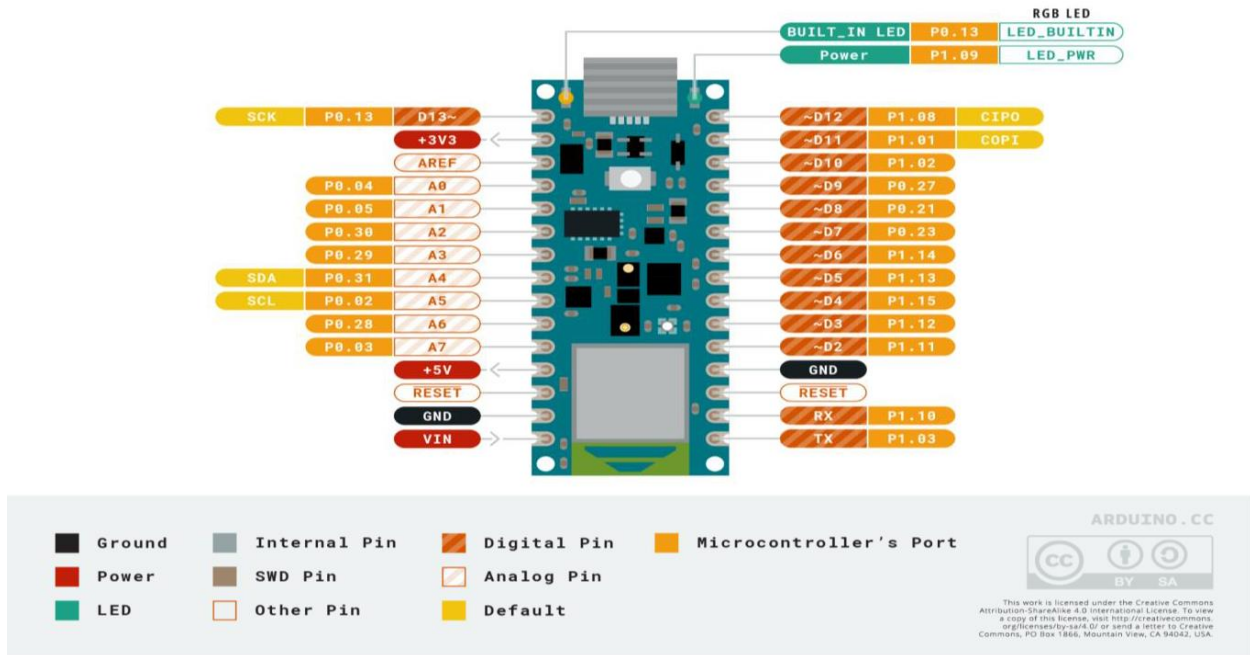 RGB LED
BUILT_IN LED P0.13 LED_BUILTIN
Power P1.09 LED_PWR
SCK P0.13 D13~
+3V3
AREF
P0.04 A0
P0.05 A1
P0.30 A2
P0.29 A3
SDA P0.31 A4
SCL P0.02 A5
P0.28 A6
P0.03 A7
+5V
RESET
GND
VIN
~D12 P1.08 CIPO
~D11 P1.01 COPI
~D10 P1.02
~D9 P0.27
~D8 P0.21
~D7 P0.23
~D6 P1.14
~D5 P1.13
~D4 P1.15
~D3 P1.12
~D2 P1.11
GND
RESET
RX P1.10
TX P1.03
Ground
Power
LED
Internal Pin
SWD Pin
Other Pin
Digital Pin
Analog Pin
Default
Microcontroller's Port
ARDUINO.CC
cc
BY SA
This work is licensed under the Creative Commons
Attribution-ShareAlike 4.0 International License. To view
a copy of this license, visit http://creativecommons.
org/licenses/by-sa/4.0/ or send a letter to Creative
Commons, PO Box 1866, Mountain View, CA 94042, USA.